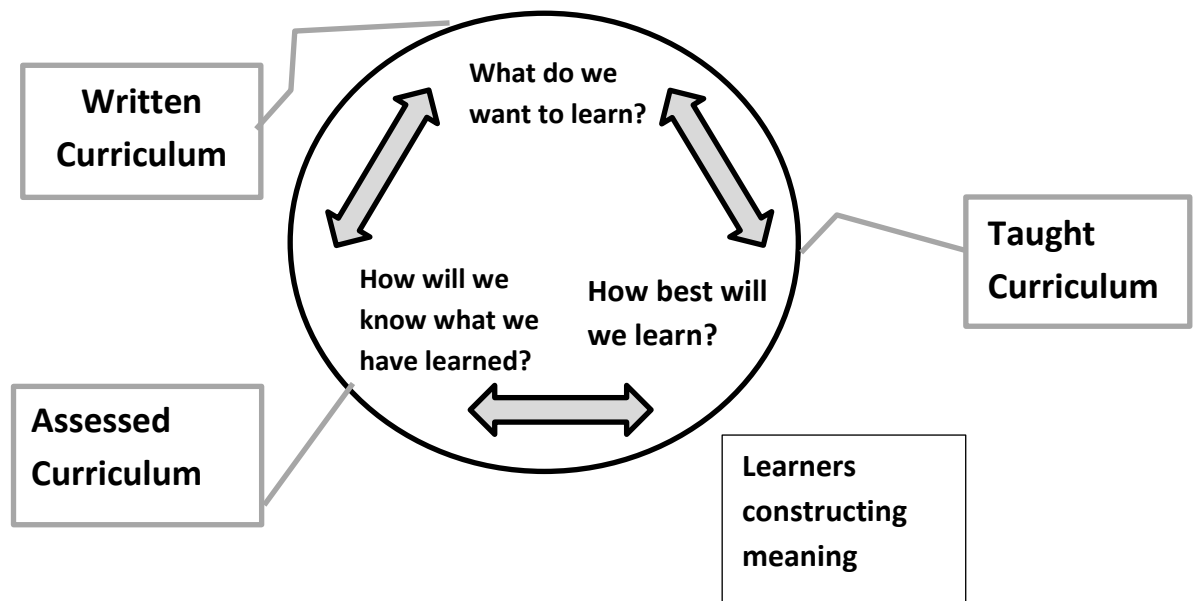 What do we
want to learn?
Written
Curriculum
Taught
Curriculum
How will we
know what we
have learned?
How best will
we learn?
Assessed
Curriculum
Learners
constructing
meaning